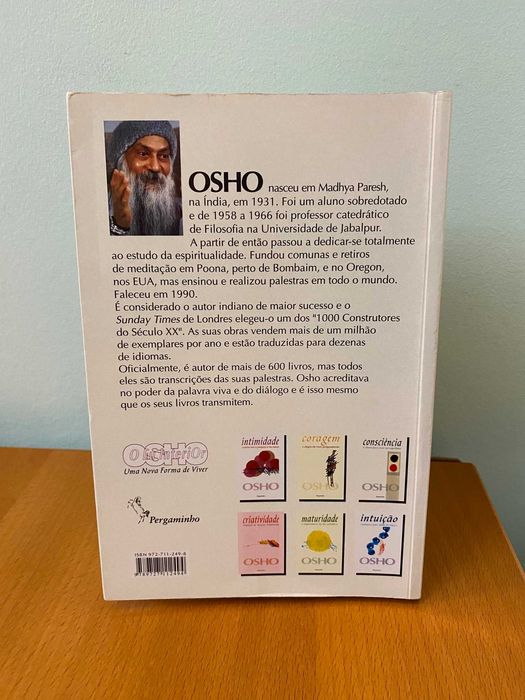 OSHO nasceu em Madhya Paresh,
na Índia, em 1931. Foi um aluno sobredotado
e de 1958 a 1966 foi professor catedrático
de Filosofia na Universidade de Jabalpur.
A partir de então passou a dedicar-se totalmente
ao estudo da espiritualidade. Fundou comunas e retiros
de meditação em Poona, perto de Bombaim, e no Oregon,
nos EUA, mas ensinou e realizou palestras em todo o mundo.
Faleceu em 1990.
É considerado o autor indiano de maior sucesso e o
Sunday Times de Londres elegeu-o um dos "1000 Construtores
do Século XX". As suas obras vendem mais de um milhão
de exemplares por ano e estão traduzidas para dezenas
de idiomas.
Oficialmente, é autor de mais de 600 livros, mas todos
eles são transcrições das suas palestras. Osho acreditava
no poder da palavra viva e do diálogo e é isso mesmo
que os seus livros transmitem.
OSHO
Uma Nova Forma de Viver
Pergaminho
intimidade
OSHO
coragem
OSHO
consciência
OSHO
criatividade
OSHO
maturidade
OSHO
intuição
OSHO
ISBN 972-711-249-8
9789727112494